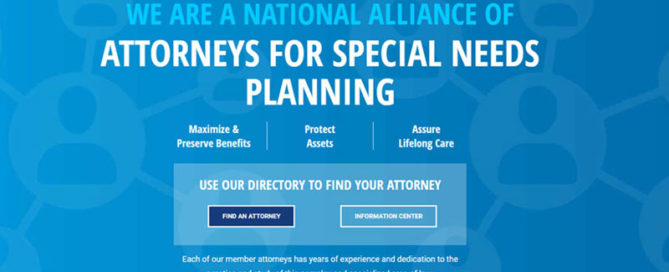 WE ARE A NATIONAL ALLIANCE OF
ATTORNEYS FOR SPECIAL NEEDS
PLANNING
Maximize &
Preserve Benefits
Protect
Assets
Assure
Lifelong Care
USE OUR DIRECTORY TO FIND YOUR ATTORNEY
FIND AN ATTORNEY
INFORMATION CENTER
Each of our member attorneys has years of experience and dedication to the